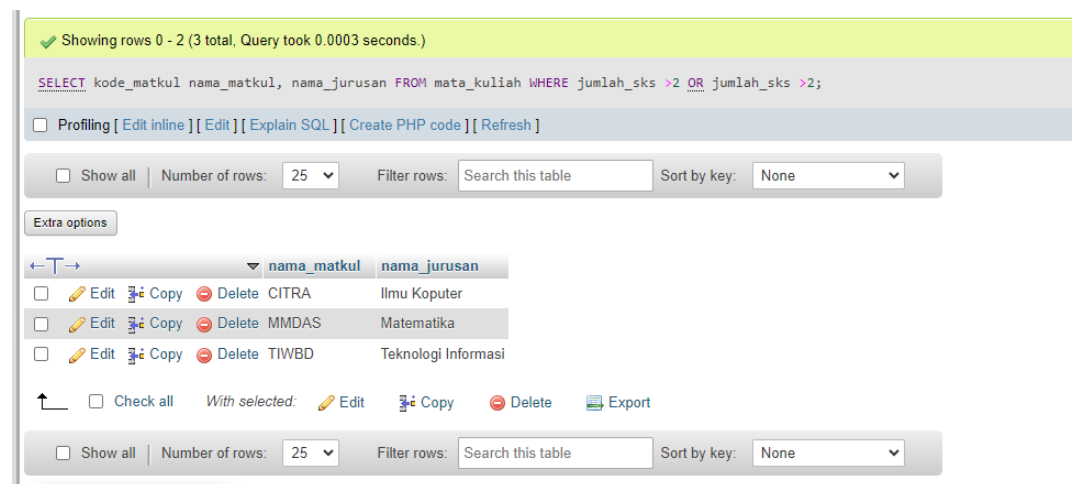 Showing rows 0 - 2 (3 total, Query took 0.0003 seconds.)
SELECT kode_matkul nama_matkul, nama_jurusan FROM mata_kuliah WHERE jumlah_sks >2 OR jumlah_sks >2;
Profiling [ Edit inline ] [ Edit ] [ Explain SQL ] [ Create PHP code ] [ Refresh ]
Show all | Number of rows: 25 Filter rows: Search this table Sort by key: None
Extra options
←T→ nama_matkul nama_jurusan
Edit Copy Delete CITRA Ilmu Koputer
Edit Copy Delete MMDAS Matematika
Edit Copy Delete TIWBD Teknologi Informasi
Check all With selected: Edit Copy Delete Export
Show all | Number of rows: 25 Filter rows: Search this table Sort by key: None